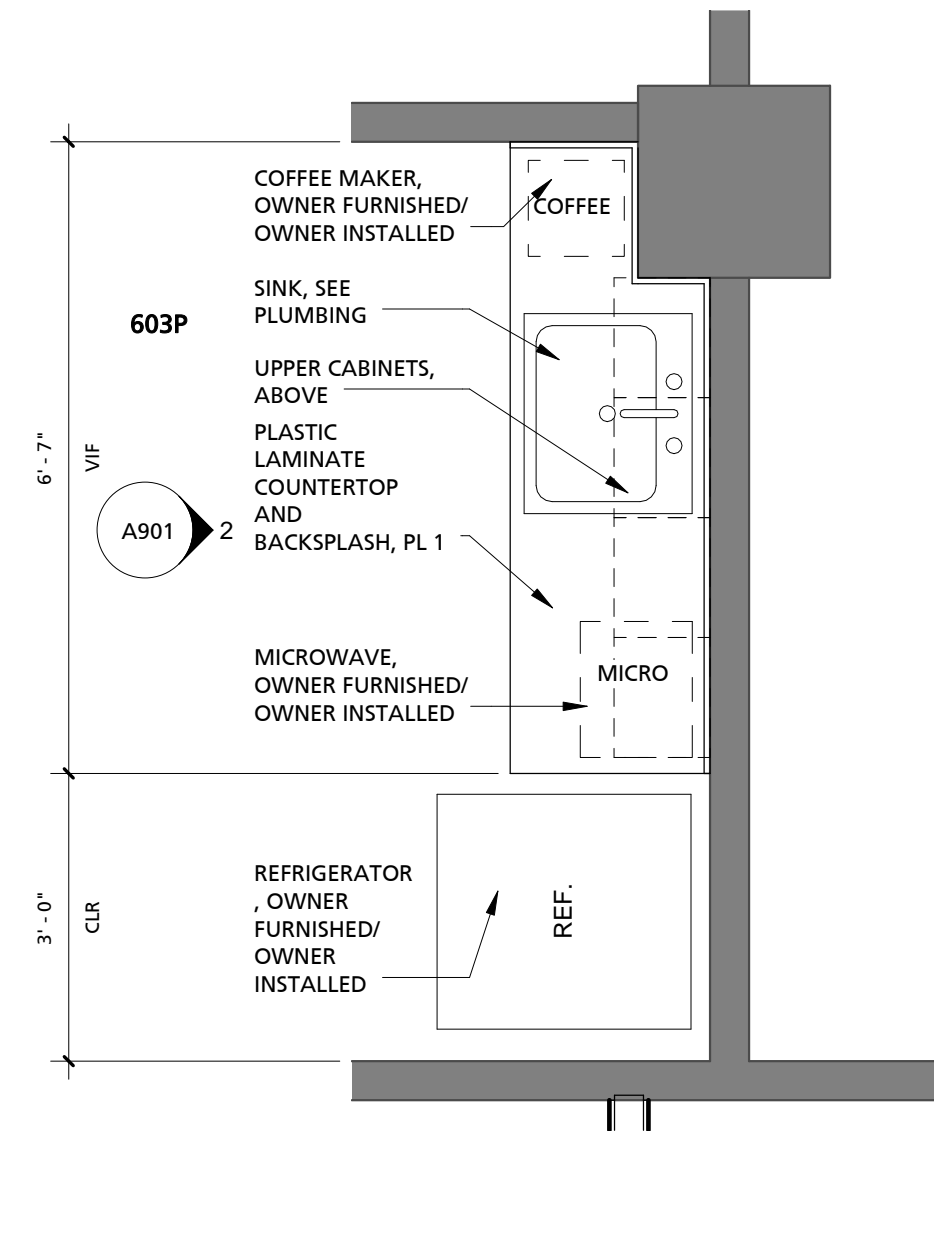 COFFEE MAKER,
OWNER FURNISHED/
OWNER INSTALLED
COFFEE
SINK, SEE
PLUMBING
603P
UPPER CABINETS,
ABOVE
PLASTIC
LAMINATE
COUNTERTOP
AND
BACKSPLASH, PL 1
6' - 7"
VIF
A901
2
MICROWAVE,
OWNER FURNISHED/
OWNER INSTALLED
MICRO
REFRIGERATOR
, OWNER
FURNISHED/
OWNER
INSTALLED
REF.
3' - 0"
CLR